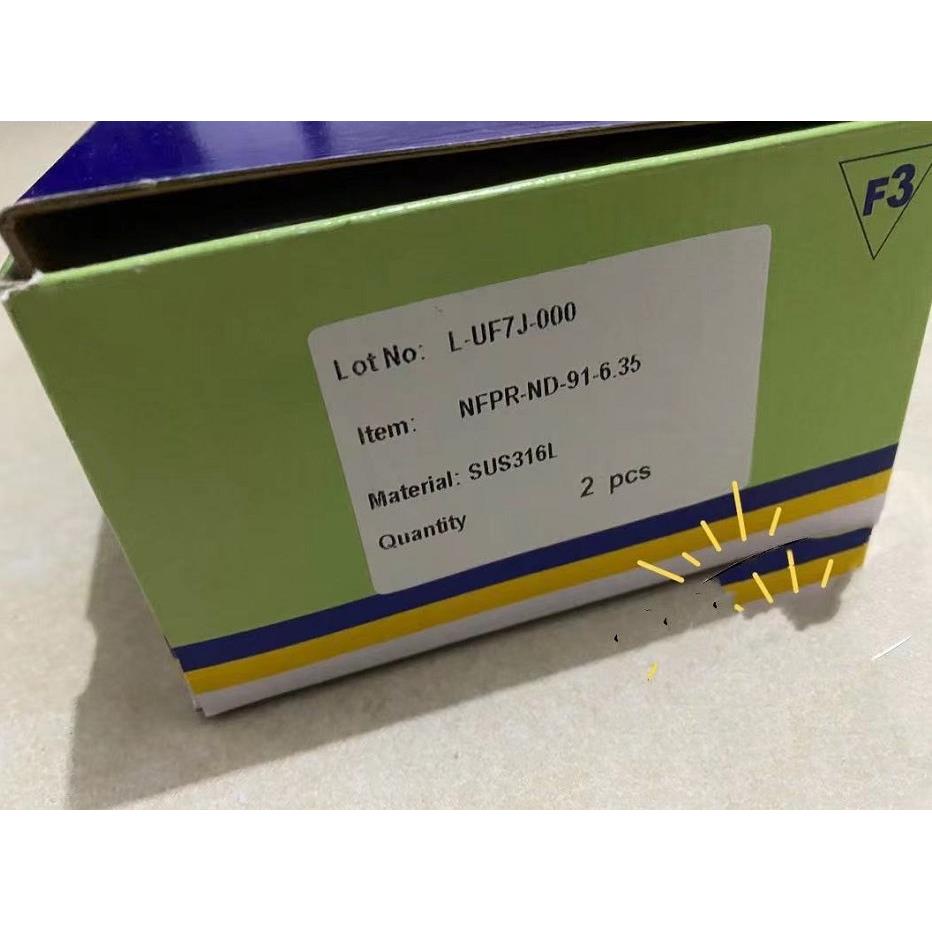 F3
Lot No: L-UF7J-000
Item: NFPR-ND-91-6.35
Material: SUS316L
Quantity 2 pcs